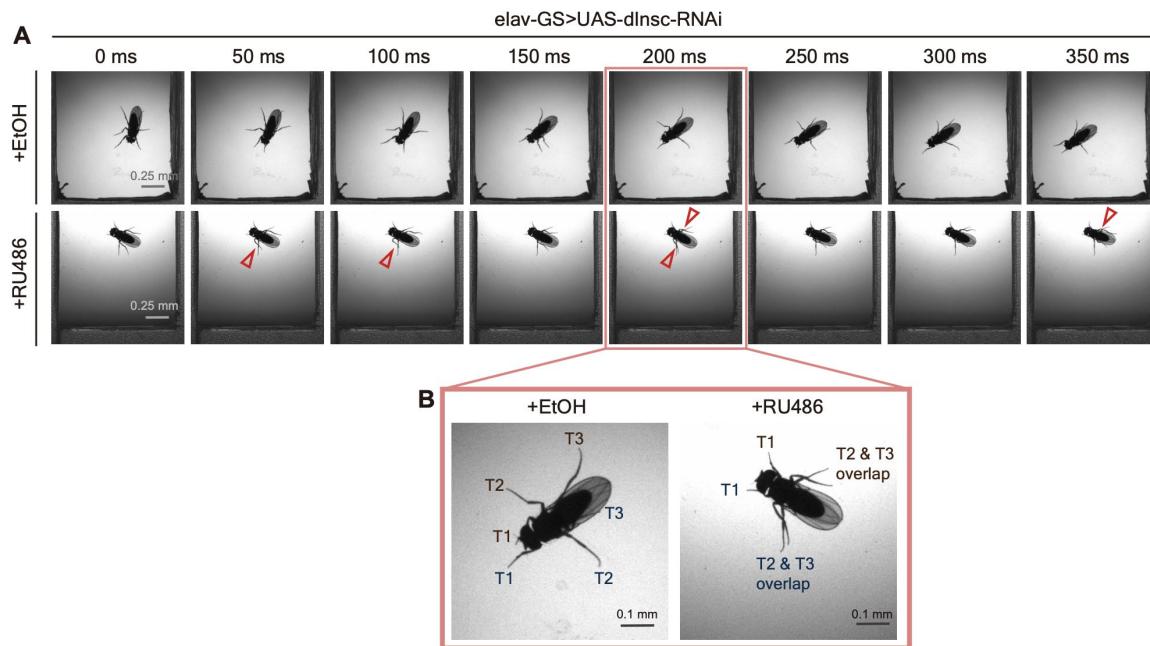 elav-GS>UAS-dlnsc-RNAi
A
0 ms 50 ms 100 ms 150 ms 200 ms 250 ms 300 ms 350 ms
+EtOH
0.25 mm
+RU486
0.25 mm
B
+EtOH
T3
T2
T3
T1
T1
T2
0.1 mm
+RU486
T1
T2 & T3
overlap
T1
T2 & T3
overlap
0.1 mm